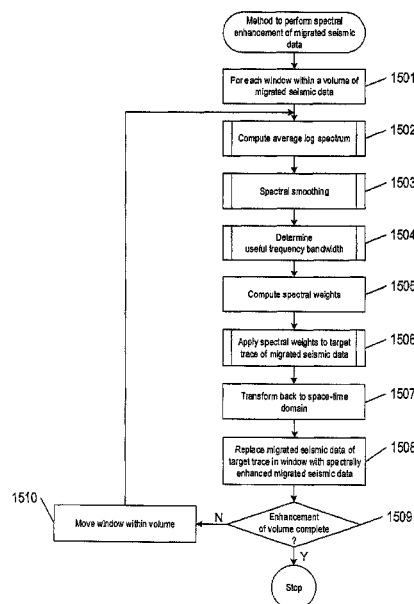 Method to perform spectral
enhancement of migrated seismic
data
For each window within a volume of
migrated seismic data
1501
Compute average log spectrum
1502
Spectral smoothing
1503
Determine
useful frequency bandwidth
1504
Compute spectral weights
1505
Apply spectral weights to target
trace of migrated seismic data
1506
Transform back to space-time
domain
1507
Replace migrated seismic data of
target trace in window with spectrally
enhanced migrated seismic data
1508
1510
Move window within volume
N
Enhancement
of volume complete
?
1509
Y
Stop